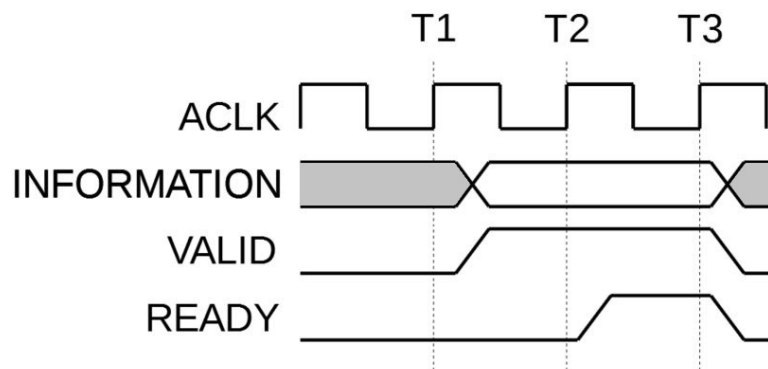 T1 T2 T3
ACLK
INFORMATION
VALID
READY